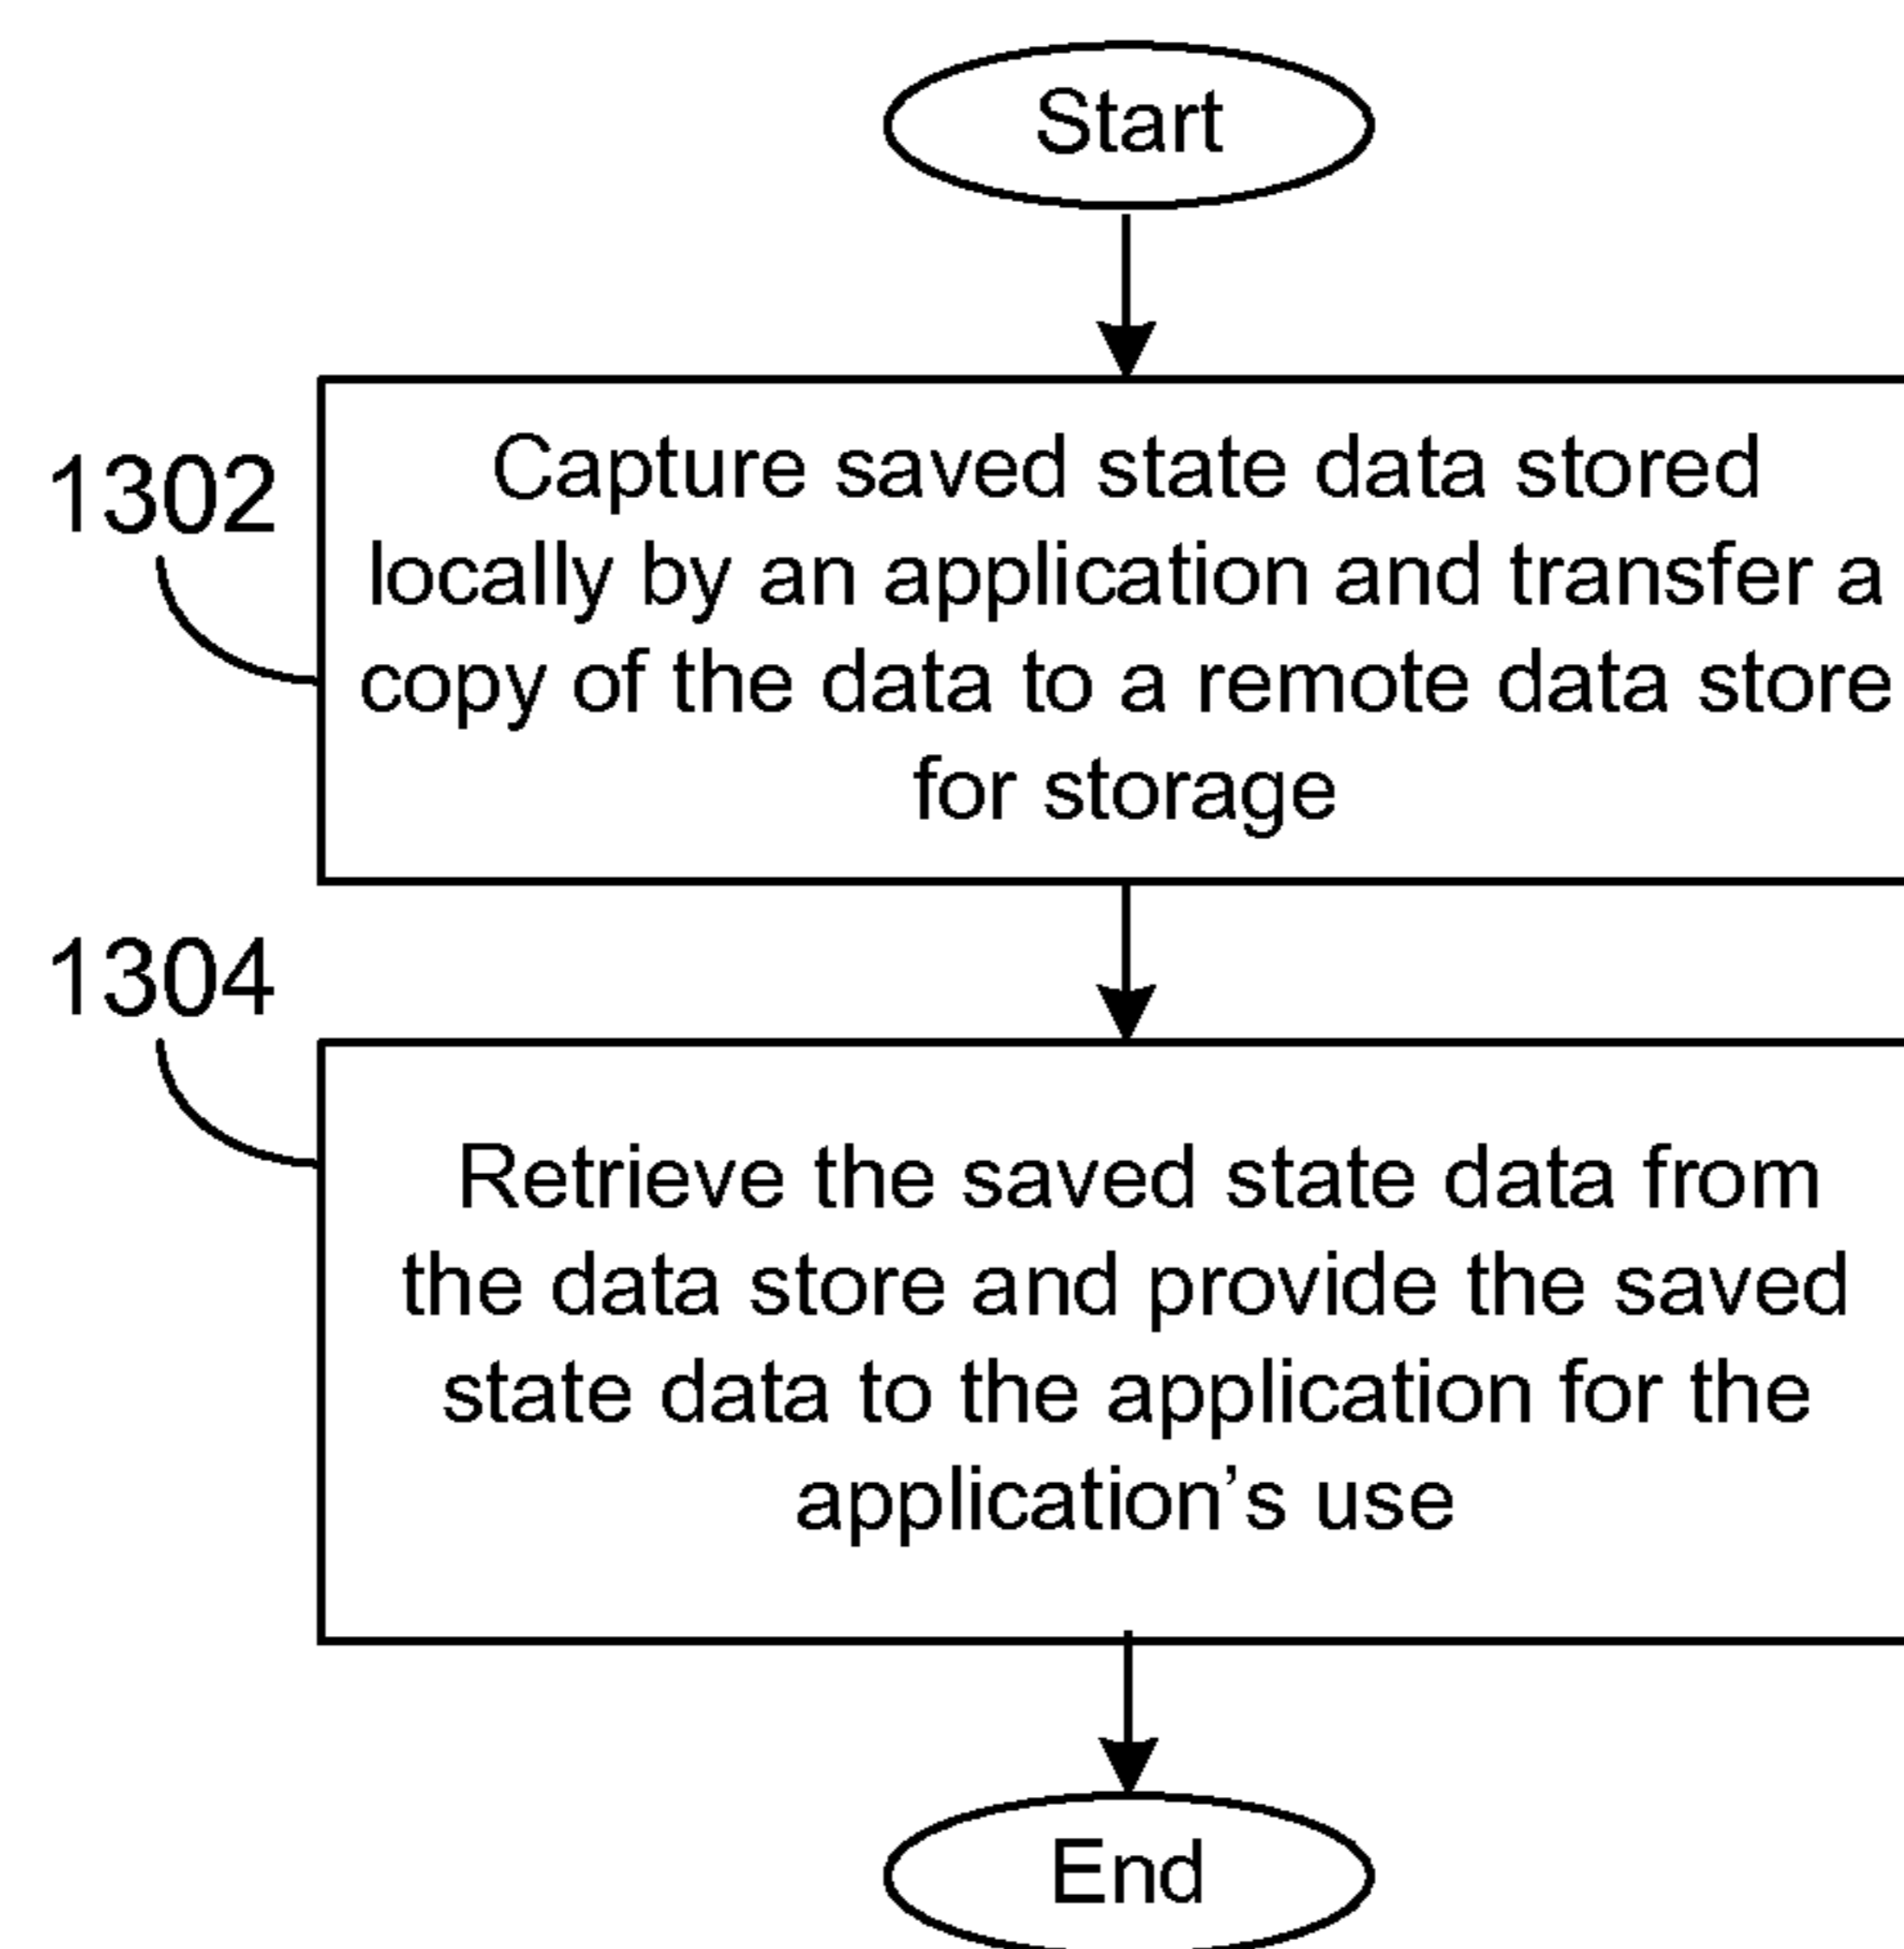 Start
1302
Capture saved state data stored
locally by an application and transfer a
copy of the data to a remote data store
for storage
1304
Retrieve the saved state data from
the data store and provide the saved
state data to the application for the
application’s use
End